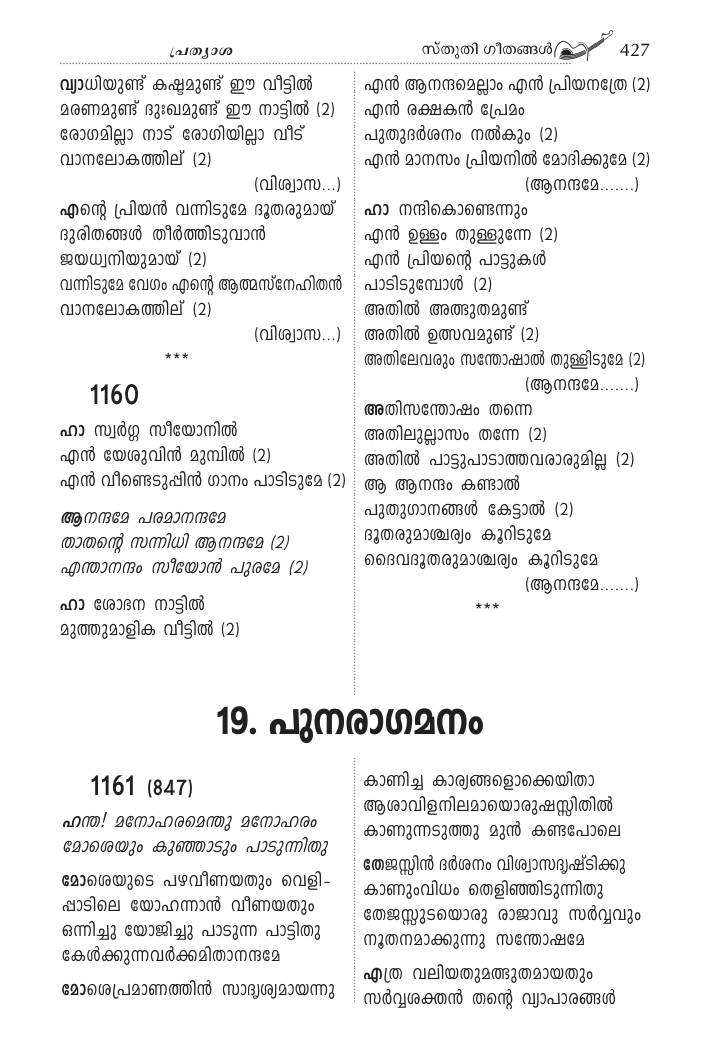 പ്രത്യാശ
സ്തുതി ഗീതങ്ങൾ 427
വ്യാധിയുണ്ട് കഷ്ടമുണ്ട് ഈ വീട്ടിൽ
മരണമുണ്ട് ദുഃഖമുണ്ട് ഈ നാട്ടിൽ (2)
രോഗമില്ലാ നാട് രോഗിയില്ലാ വീട്
വാനലോകത്തില് (2)
(വിശ്വാസ...)
എന്റെ പ്രിയൻ വന്നിടുമേ ദൂതരുമായ്
ദുരിതങ്ങൾ തീർത്തിടുവാൻ
ജയധ്വനിയുമായ് (2)
വന്നിടുമേ വേഗം എന്റെ ആത്മസ്നേഹിതൻ
വാനലോകത്തില് (2)
(വിശ്വാസ...)
***
1160
ഹാ സ്വർഗ്ഗ സീയോനിൽ
എൻ യേശുവിൻ മുമ്പിൽ (2)
എൻ വീണ്ടെടുപ്പിൻ ഗാനം പാടിടുമേ (2)
ആനന്ദമേ പരമാനന്ദമേ
താതന്റെ സന്നിധി ആനന്ദമേ (2)
എന്താനന്ദം സീയോൻ പുരമേ (2)
ഹാ ശോഭന നാട്ടിൽ
മുത്തുമാളിക വീട്ടിൽ (2)
എൻ ആനന്ദമെല്ലാം എൻ പ്രിയനത്രേ (2)
എൻ രക്ഷകൻ പ്രേമം
പുതുദർശനം നൽകും (2)
എൻ മാനസം പ്രിയനിൽ മോദിക്കുമേ (2)
(ആനന്ദമേ.......)
ഹാ നന്ദികൊണ്ടെന്നും
എൻ ഉള്ളം തുള്ളുന്നേ (2)
എൻ പ്രിയന്റെ പാട്ടുകൾ
പാടിടുമ്പോൾ (2)
അതിൽ അത്ഭുതമുണ്ട്
അതിൽ ഉത്സവമുണ്ട് (2)
അതിലേവരും സന്തോഷാൽ തുള്ളിടുമേ (2)
(ആനന്ദമേ.......)
അതിസന്തോഷം തന്നെ
അതിലുല്ലാസം തന്നേ (2)
അതിൽ പാട്ടുപാടാത്തവരാരുമില്ല (2)
ആ ആനന്ദം കണ്ടാൽ
പുതുഗാനങ്ങൾ കേട്ടാൽ (2)
ദൂതരുമാശ്ചര്യം കൂറിടുമേ
ദൈവദൂതരുമാശ്ചര്യം കൂറിടുമേ
(ആനന്ദമേ.......)
***
19. പുനരാഗമനം
1161 (847)
ഹന്ത! മനോഹരമെന്തു മനോഹരം
മോശെയും കുഞ്ഞാടും പാടുന്നിതു
മോശെയുടെ പഴവീണയതും വെളി-
പ്പാടിലെ യോഹന്നാൻ വീണയതും
ഒന്നിച്ചു യോജിച്ചു പാടുന്ന പാട്ടിതു
കേൾക്കുന്നവർക്കമിതാനന്ദമേ
മോശെപ്രമാണത്തിൻ സാദൃശ്യമായന്നു
കാണിച്ച കാര്യങ്ങളൊക്കെയിതാ
ആശാവിളനിലമായൊരുഷസ്സിതിൽ
കാണുന്നടുത്തു മുൻ കണ്ടപോലെ
തേജസ്സിൻ ദർശനം വിശ്വാസദൃഷ്ടിക്കു
കാണുംവിധം തെളിഞ്ഞിടുന്നിതു
തേജസ്സുടയൊരു രാജാവു സർവ്വവും
നൂതനമാക്കുന്നു സന്തോഷമേ
എത്ര വലിയതുമത്ഭുതമായതും
സർവ്വശക്തൻ തന്റെ വ്യാപാരങ്ങൾ